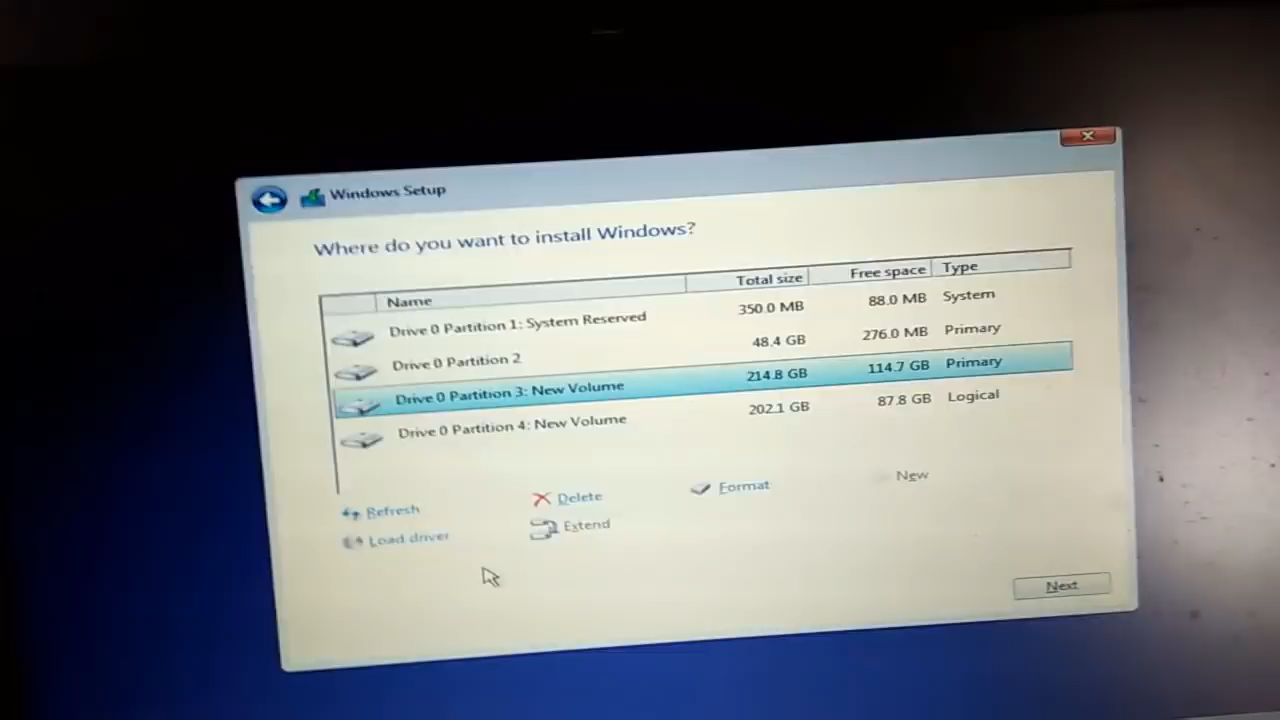 Windows Setup
Where do you want to install Windows?
Name Total size Free space Type
Drive 0 Partition 1: System Reserved 350.0 MB 88.0 MB System
Drive 0 Partition 2 48.4 GB 276.0 MB Primary
Drive 0 Partition 3: New Volume 214.8 GB 114.7 GB Primary
Drive 0 Partition 4: New Volume 202.1 GB 87.8 GB Logical
Refresh Delete Format New
Load driver Extend
Next